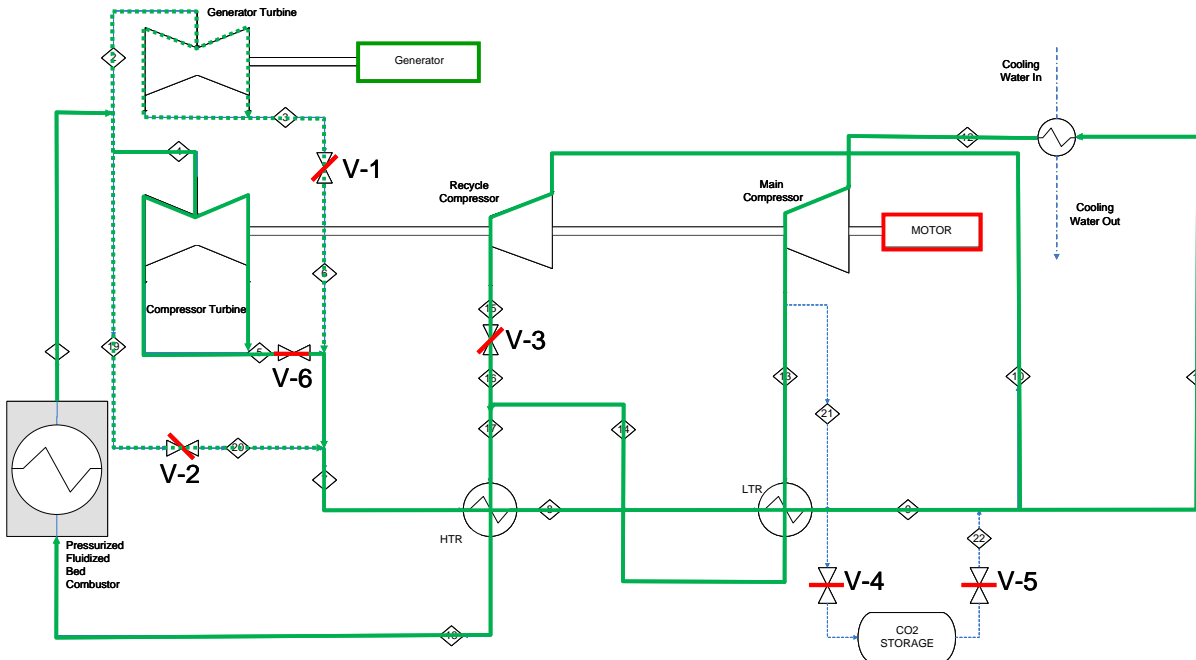 Generator Turbine
Generator
2
3
V-1
4
Recycle
Compressor
Main
Compressor
12
Cooling
Water In
Cooling
Water Out
MOTOR
6
Compressor Turbine
15
V-3
5
V-6
19
16
13
10
21
17
14
V-2
20
HTR
8
LTR
9
22
Pressurized
Fluidized
Bed
Combustor
V-4
V-5
18
CO2
STORAGE